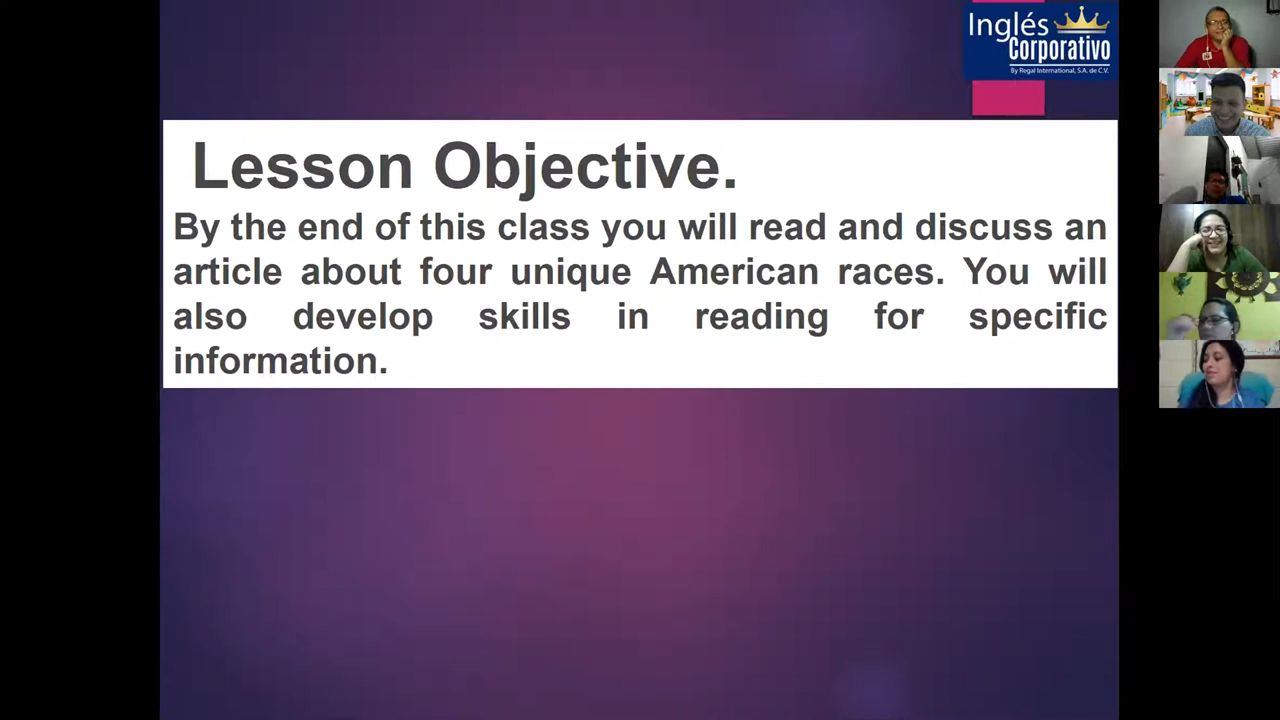 Inglés
Corporativo
By Regal International, S.A. de C.V.
Lesson Objective.
By the end of this class you will read and discuss an
article about four unique American races. You will
also develop skills in reading for specific
information.